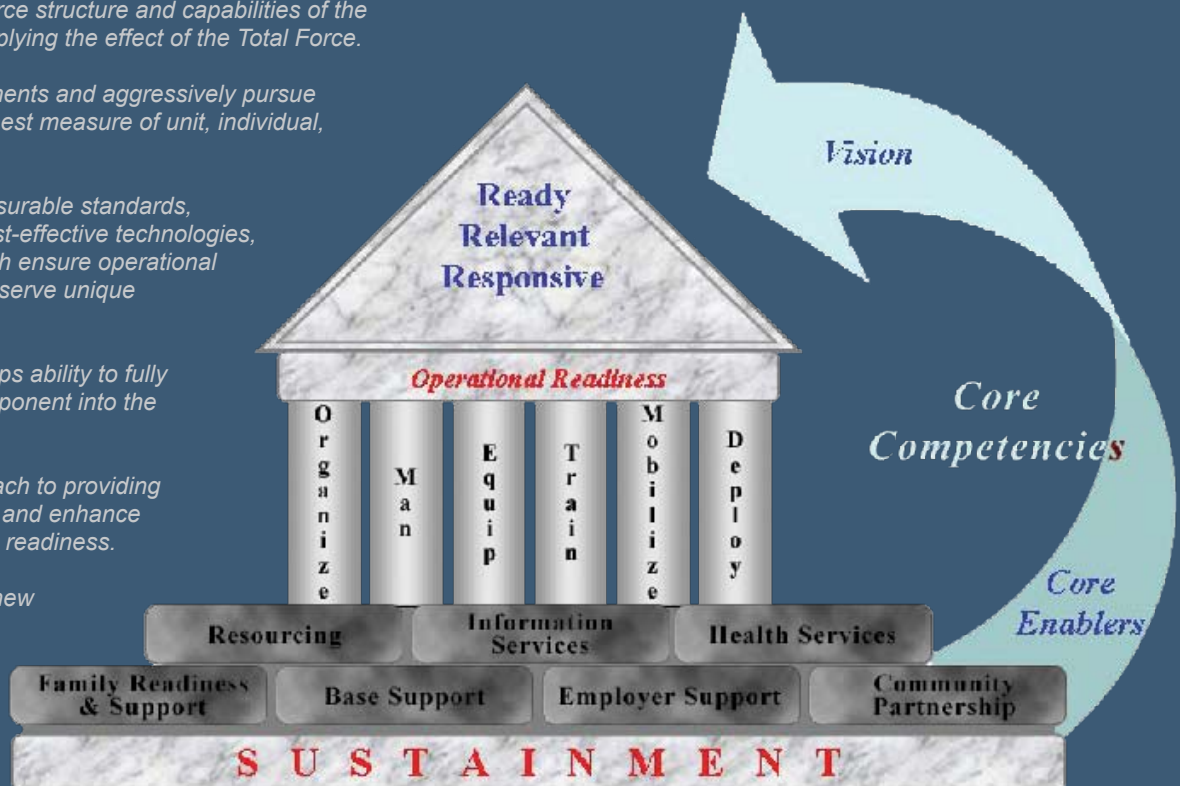 rce structure and capabilities of the
plying the effect of the Total Force.
nents and aggressively pursue
est measure of unit, individual,
surable standards,
st-effective technologies,
h ensure operational
serve unique
ps ability to fully
ponent into the
ach to providing
and enhance
readiness.
new
Vision
Ready
Relevant
Responsive
Operational Readiness
Core
Competencies
Organize
Man
Equip
Train
Mobilize
Deploy
Core
Enablers
Resourcing
Information
Services
Health Services
Family Readiness
& Support
Base Support
Employer Support
Community
Partnership
SUSTAINMENT